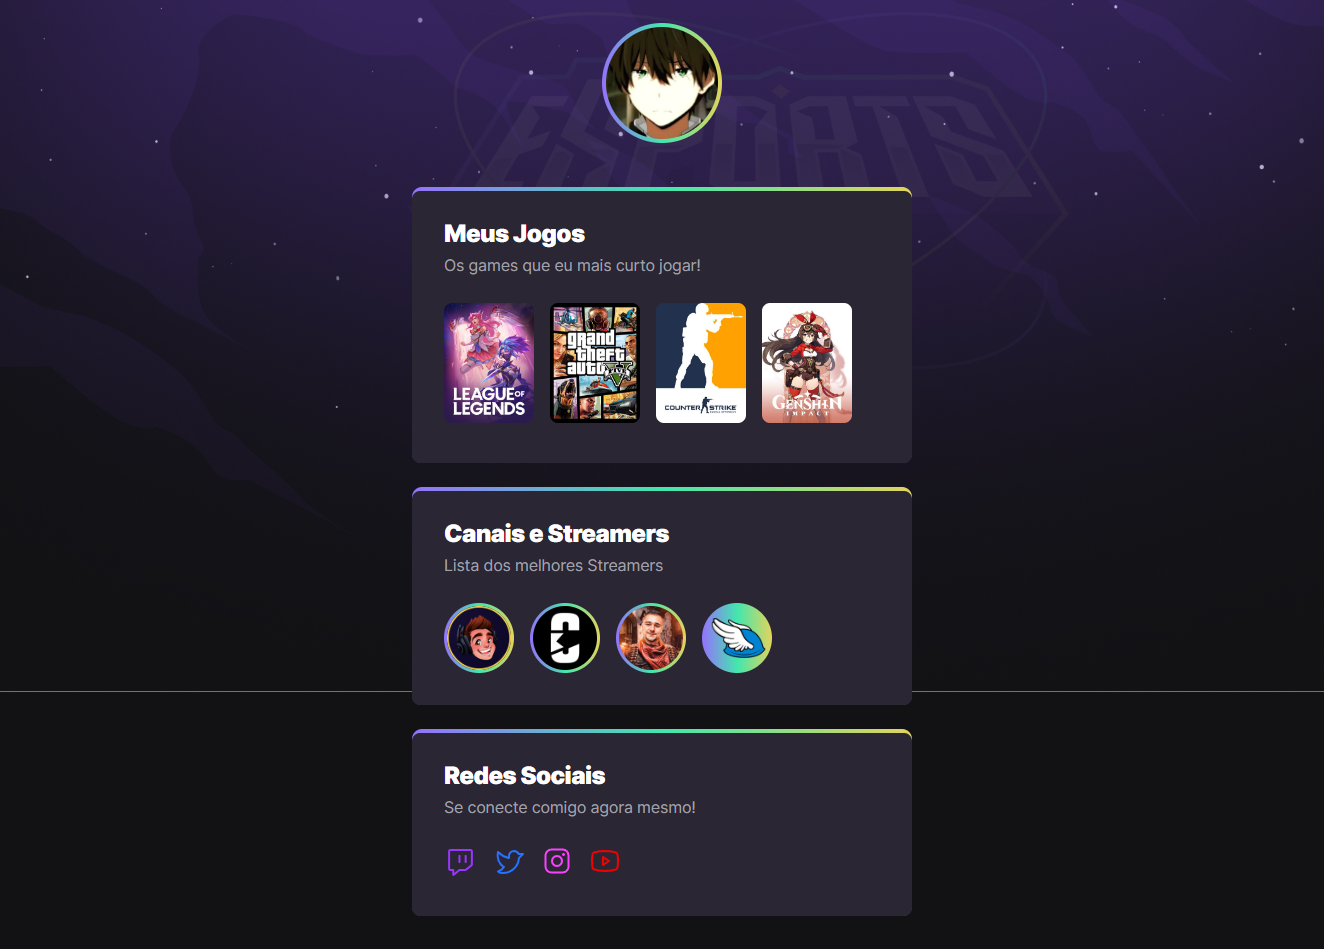 ESPORTS
Meus Jogos
Os games que eu mais curto jogar!
LEAGUE OF
LEGENDS
grand
theft
auto V
COUNTER STRIKE
GENSHIN
IMPACT
Canais e Streamers
Lista dos melhores Streamers
Redes Sociais
Se conecte comigo agora mesmo!